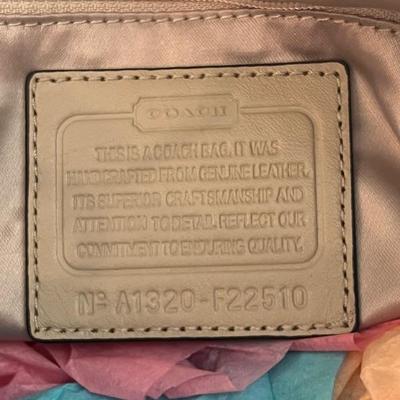 COACH
THIS IS A COACH BAG. IT WAS
HANDCRAFTED FROM GENUINE LEATHER.
ITS SUPERIOR CRAFTSMANSHIP AND
ATTENTION TO DETAIL REFLECT OUR
COMMITMENT TO ENDURING QUALITY.
Nº A1320-F22510